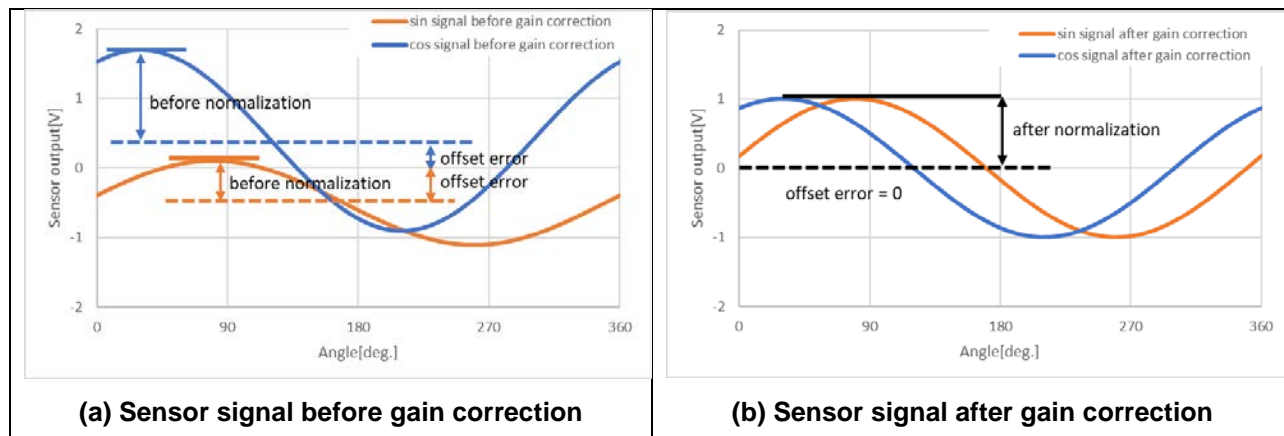 sin signal before gain correction
cos signal before gain correction
2
1
0
-1
-2
Sensor output[V]
before normalization
offset error
offset error
before normalization
0
90
180
270
360
Angle[deg.]
(a) Sensor signal before gain correction
sin signal after gain correction
cos signal after gain correction
2
1
0
-1
-2
Sensor output[V]
after normalization
offset error = 0
0
90
180
270
360
Angle[deg.]
(b) Sensor signal after gain correction